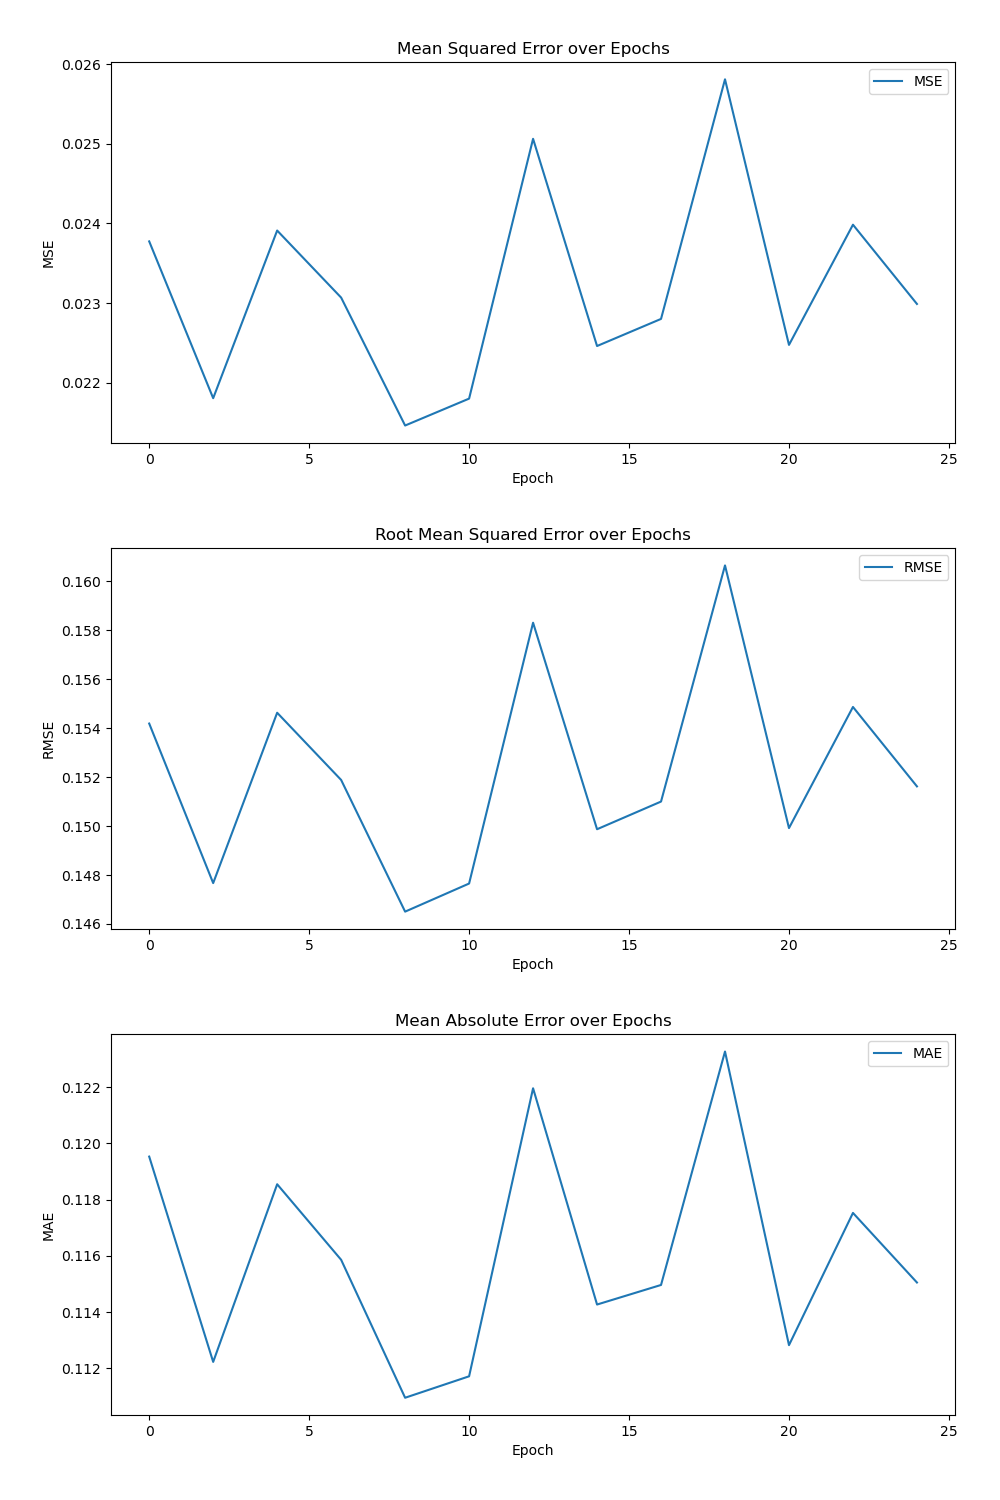 Mean Squared Error over Epochs
MSE
0.026
0.025
0.024
0.023
0.022
MSE
0 5 10 15 20 25
Epoch
Root Mean Squared Error over Epochs
RMSE
0.160
0.158
0.156
0.154
0.152
0.150
0.148
0.146
RMSE
0 5 10 15 20 25
Epoch
Mean Absolute Error over Epochs
MAE
0.122
0.120
0.118
0.116
0.114
0.112
MAE
0 5 10 15 20 25
Epoch